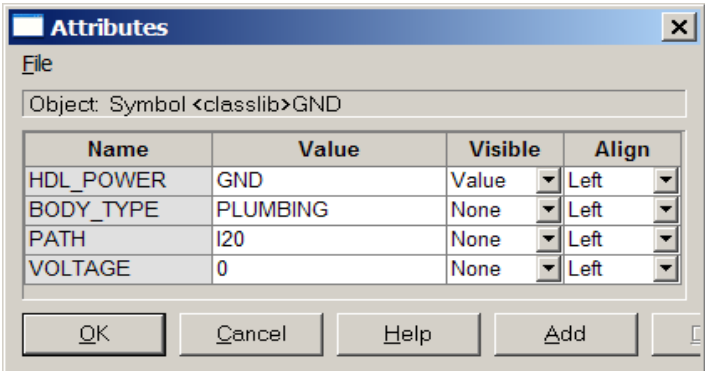 Attributes
File
Object: Symbol <classlib>GND
Name Value Visible Align
HDL_POWER GND Value Left
BODY_TYPE PLUMBING None Left
PATH I20 None Left
VOLTAGE 0 None Left
OK Cancel Help Add